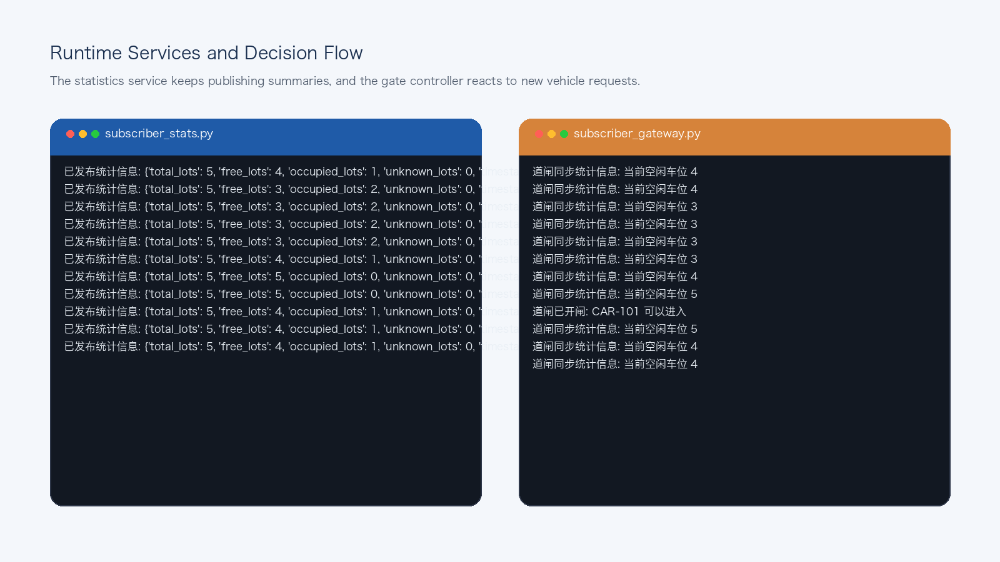 Runtime Services and Decision Flow
The statistics service keeps publishing summaries, and the gate controller reacts to new vehicle requests.
subscriber_stats.py
已发布统计信息: {'total_lots': 5, 'free_lots': 4, 'occupied_lots': 1, 'unknown_lots': 0, 'timesta
已发布统计信息: {'total_lots': 5, 'free_lots': 3, 'occupied_lots': 2, 'unknown_lots': 0, 'timesta
已发布统计信息: {'total_lots': 5, 'free_lots': 3, 'occupied_lots': 2, 'unknown_lots': 0, 'timesta
已发布统计信息: {'total_lots': 5, 'free_lots': 3, 'occupied_lots': 2, 'unknown_lots': 0, 'timesta
已发布统计信息: {'total_lots': 5, 'free_lots': 3, 'occupied_lots': 2, 'unknown_lots': 0, 'timesta
已发布统计信息: {'total_lots': 5, 'free_lots': 4, 'occupied_lots': 1, 'unknown_lots': 0, 'timesta
已发布统计信息: {'total_lots': 5, 'free_lots': 5, 'occupied_lots': 0, 'unknown_lots': 0, 'timesta
已发布统计信息: {'total_lots': 5, 'free_lots': 5, 'occupied_lots': 0, 'unknown_lots': 0, 'timesta
已发布统计信息: {'total_lots': 5, 'free_lots': 4, 'occupied_lots': 1, 'unknown_lots': 0, 'timesta
已发布统计信息: {'total_lots': 5, 'free_lots': 4, 'occupied_lots': 1, 'unknown_lots': 0, 'timesta
已发布统计信息: {'total_lots': 5, 'free_lots': 4, 'occupied_lots': 1, 'unknown_lots': 0, 'timesta
subscriber_gateway.py
道闸同步统计信息: 当前空闲车位 4
道闸同步统计信息: 当前空闲车位 4
道闸同步统计信息: 当前空闲车位 3
道闸同步统计信息: 当前空闲车位 3
道闸同步统计信息: 当前空闲车位 3
道闸同步统计信息: 当前空闲车位 3
道闸同步统计信息: 当前空闲车位 4
道闸同步统计信息: 当前空闲车位 5
道闸已开闸: CAR-101 可以进入
道闸同步统计信息: 当前空闲车位 5
道闸同步统计信息: 当前空闲车位 4
道闸同步统计信息: 当前空闲车位 4